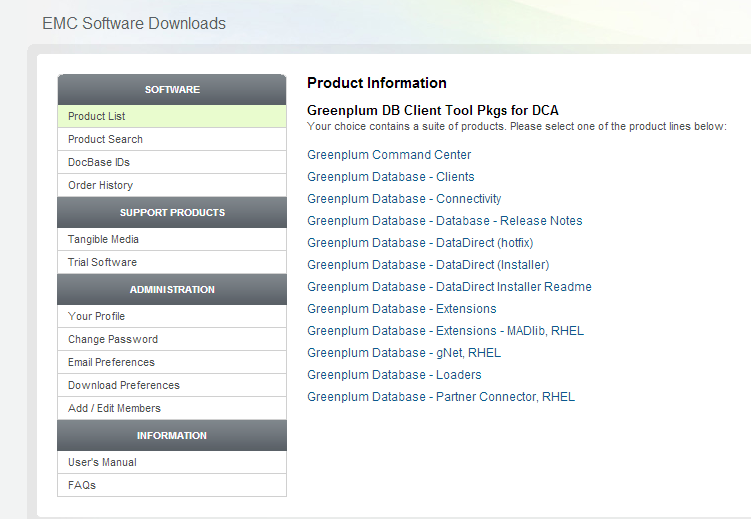 EMC Software Downloads
SOFTWARE
Product List
Product Search
DocBase IDs
Order History
SUPPORT PRODUCTS
Tangible Media
Trial Software
ADMINISTRATION
Your Profile
Change Password
Email Preferences
Download Preferences
Add / Edit Members
INFORMATION
User's Manual
FAQs
Product Information
Greenplum DB Client Tool Pkgs for DCA
Your choice contains a suite of products. Please select one of the product lines below:
Greenplum Command Center
Greenplum Database - Clients
Greenplum Database - Connectivity
Greenplum Database - Database - Release Notes
Greenplum Database - DataDirect (hotfix)
Greenplum Database - DataDirect (Installer)
Greenplum Database - DataDirect Installer Readme
Greenplum Database - Extensions
Greenplum Database - Extensions - MADlib, RHEL
Greenplum Database - gNet, RHEL
Greenplum Database - Loaders
Greenplum Database - Partner Connector, RHEL